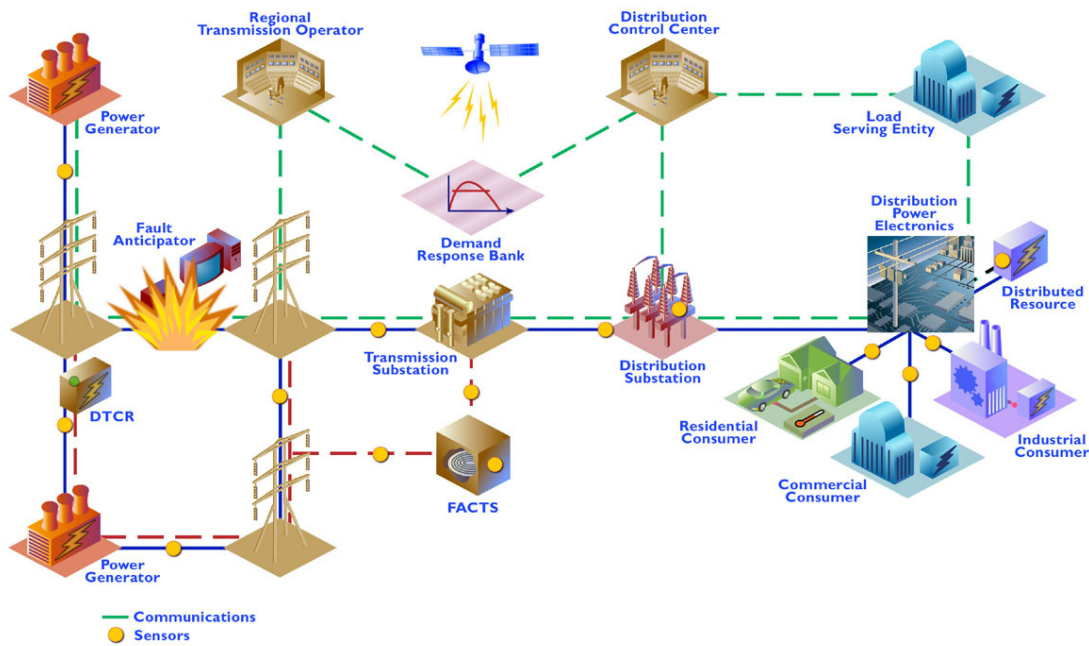 Regional
Transmission Operator
Distribution
Control Center
Power
Generator
Load
Serving Entity
Fault
Anticipator
Demand
Response Bank
Distribution
Power
Electronics
Distributed
Resource
Transmission
Substation
Distribution
Substation
DTCR
Residential
Consumer
Industrial
Consumer
Commercial
Consumer
FACTS
Power
Generator
Communications
Sensors